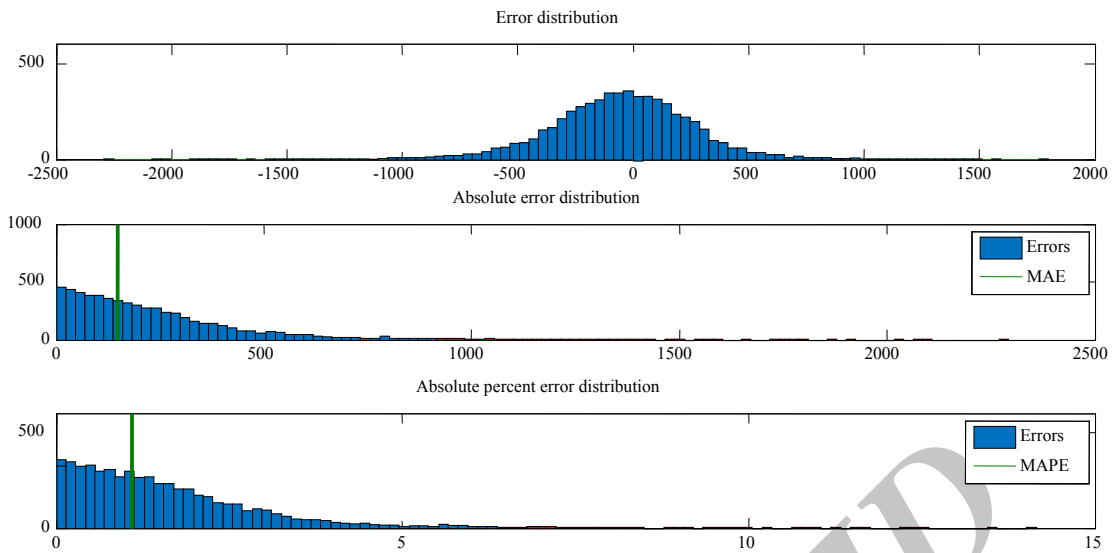 Error distribution
500
0
-2500 -2000 -1500 -1000 -500 0 500 1000 1500 2000
Absolute error distribution
1000
500
0
Errors
MAE
0 500 1000 1500 2000 2500
Absolute percent error distribution
500
0
Errors
MAPE
0 5 10 15